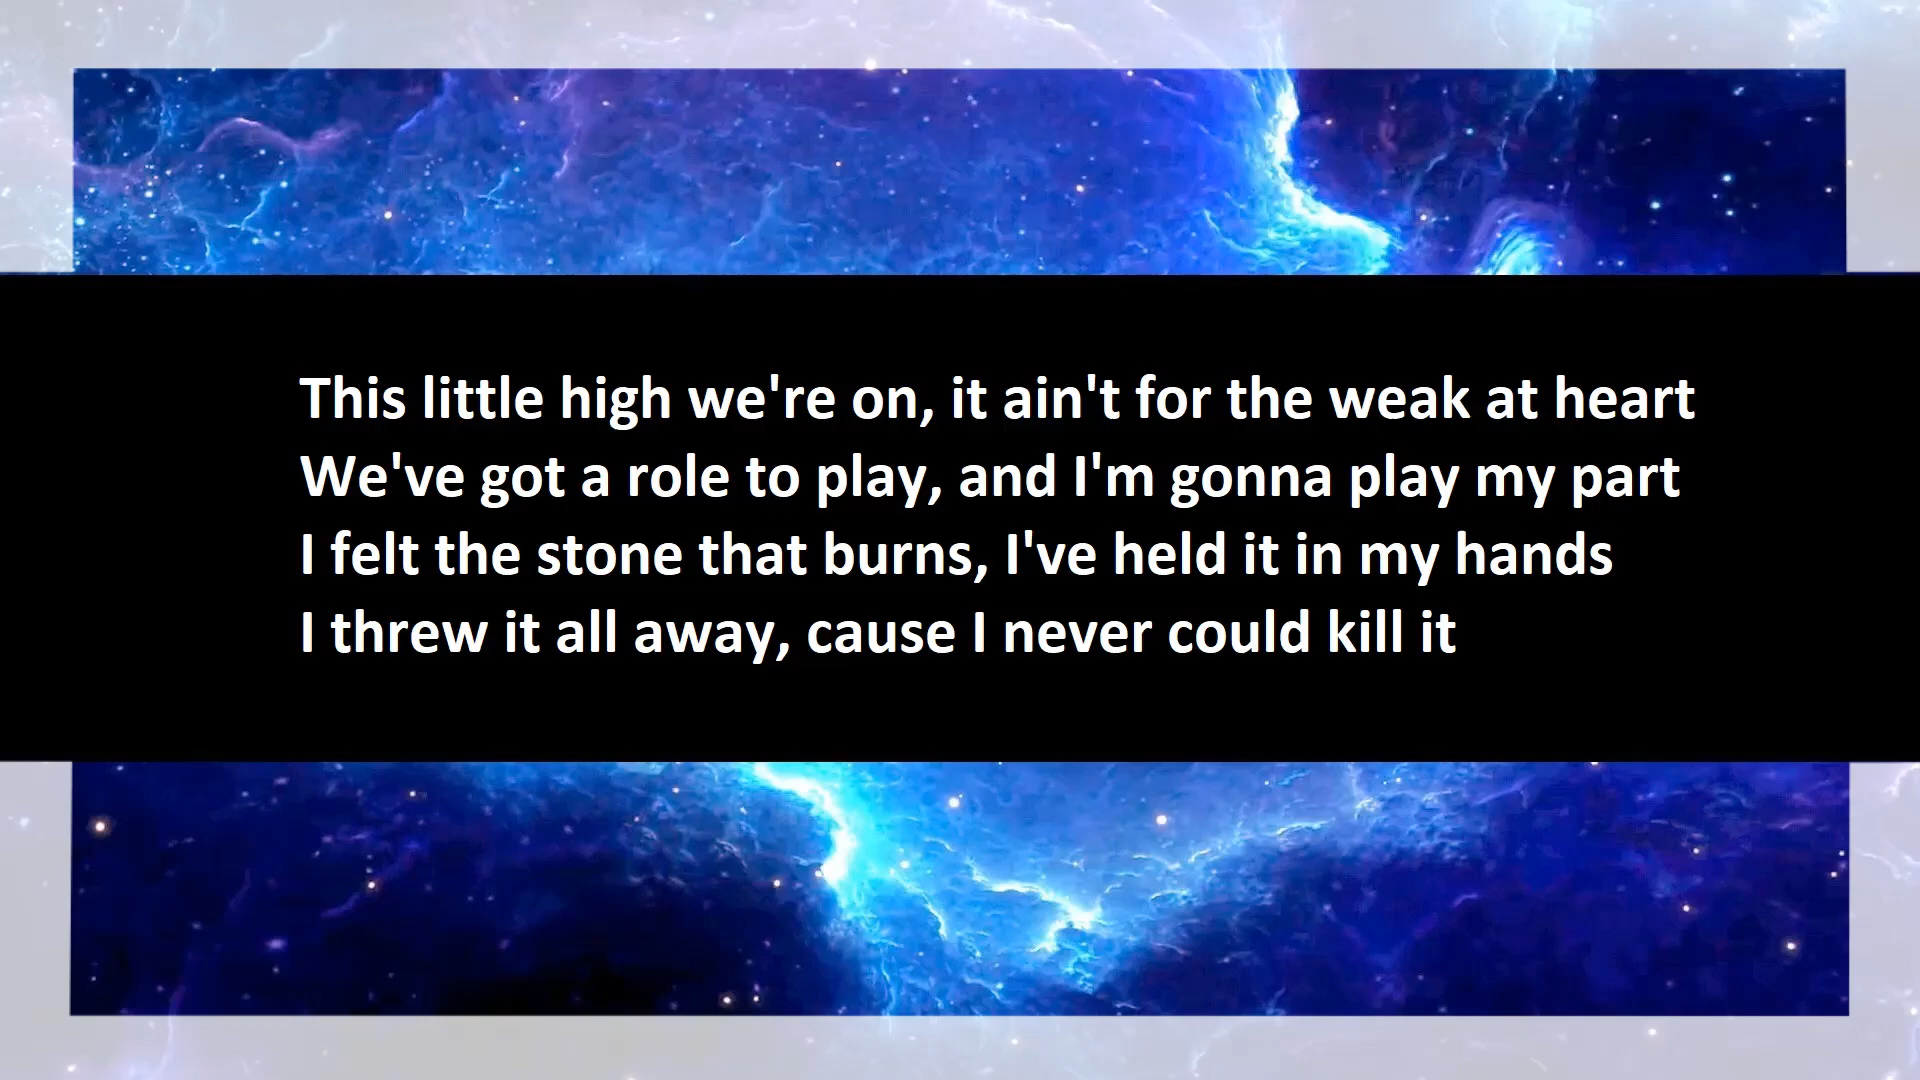 This little high we're on, it ain't for the weak at heart
We've got a role to play, and I'm gonna play my part
I felt the stone that burns, I've held it in my hands
I threw it all away, cause I never could kill it